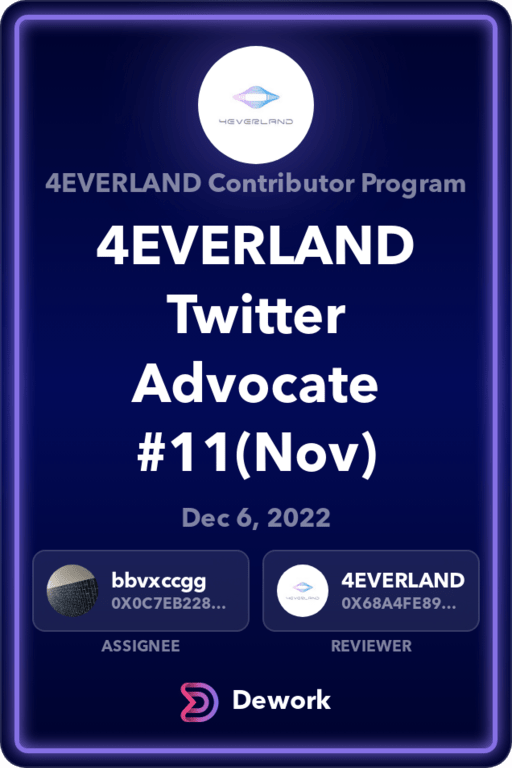 4EVERLAND
4EVERLAND Contributor Program
4EVERLAND
Twitter
Advocate
#11(Nov)
Dec 6, 2022
bbvxccgg
0X0C7EB228...
4EVERLAND
4EVERLAND
0X68A4FE89...
ASSIGNEE
REVIEWER
Dework